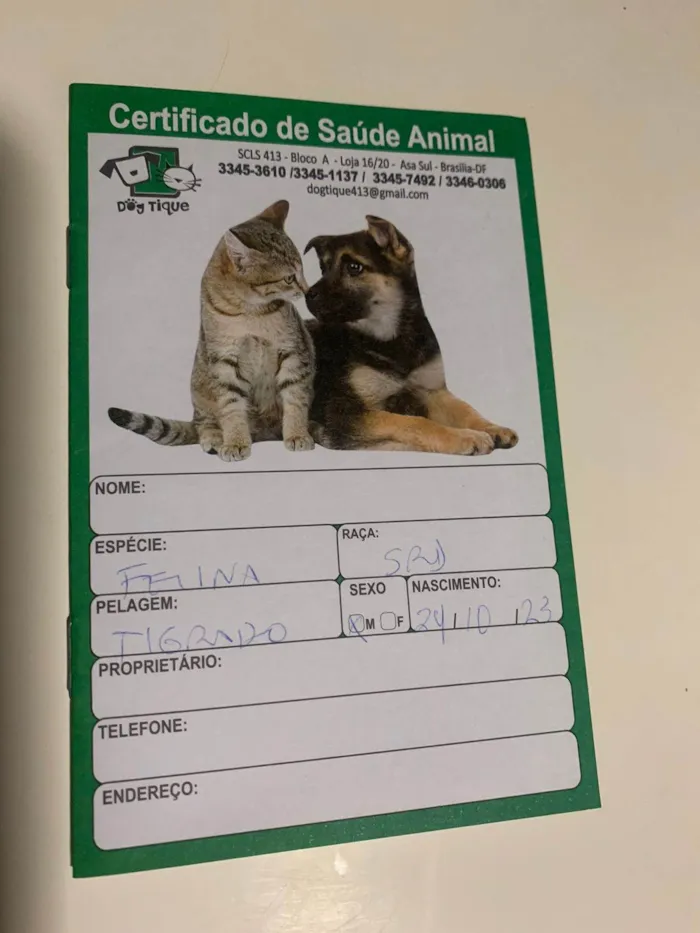 Certificado de Saúde Animal
SCLS 413 - Bloco A - Loja 16/20 - Asa Sul - Brasília-DF
3345-3610 /3345-1137 / 3345-7492 / 3346-0306
dogtique413@gmail.com
Dog Tique
NOME:
ESPÉCIE:
FELINA
RAÇA:
SRD
PELAGEM:
TIGRADO
SEXO
X M F
NASCIMENTO:
24/10/23
PROPRIETÁRIO:
TELEFONE:
ENDEREÇO: